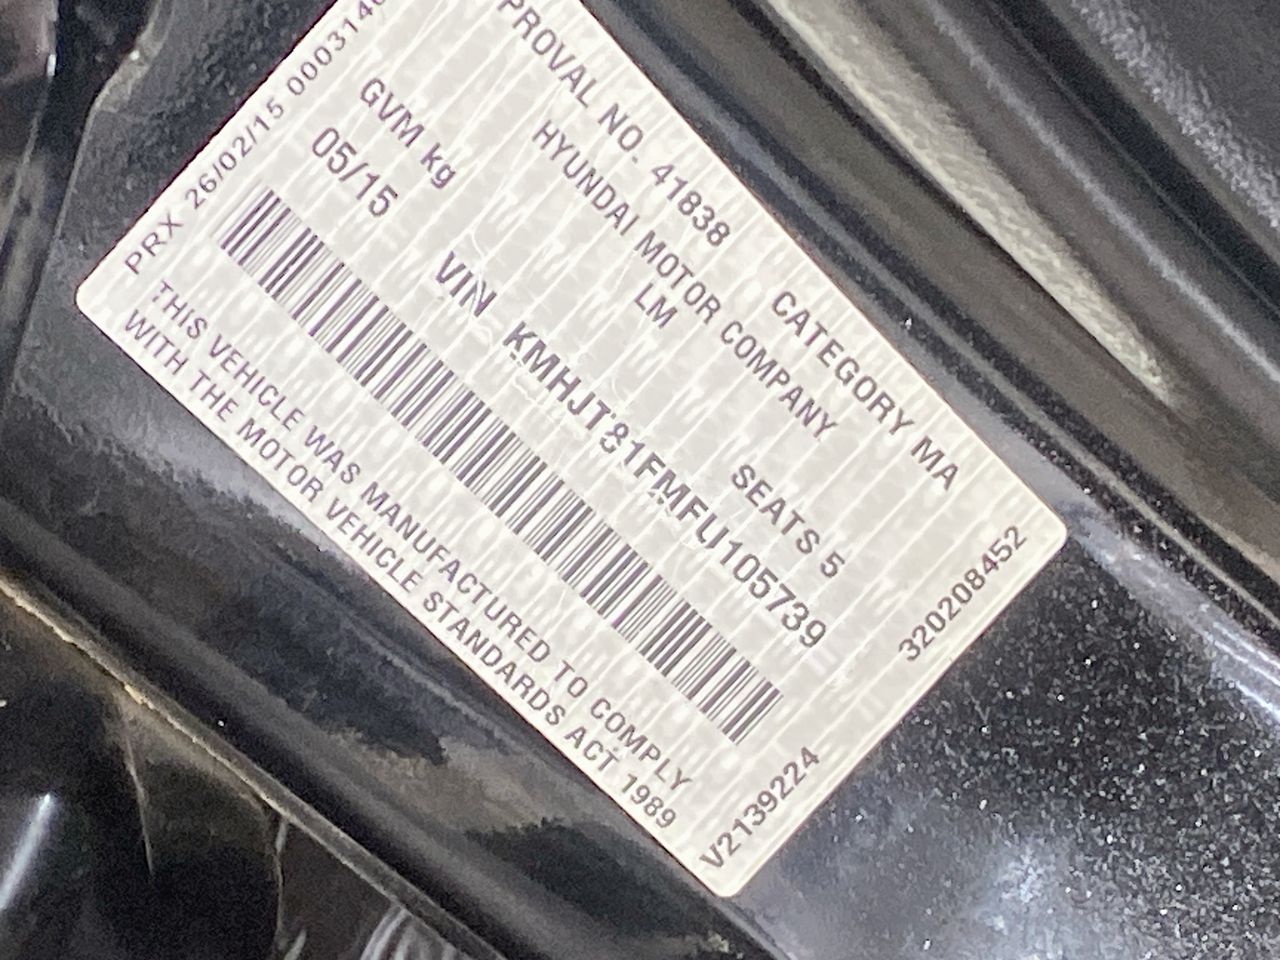 PROVAL NO. 41838 CATEGORY MA
HYUNDAI MOTOR COMPANY
LM
GVM kg SEATS 5
05/15
VIN KMHJT81FMFU105739
THIS VEHICLE WAS MANUFACTURED TO COMPLY
WITH THE MOTOR VEHICLE STANDARDS ACT 1989
PRX 26/02/15 0003146
320208452
V2139224